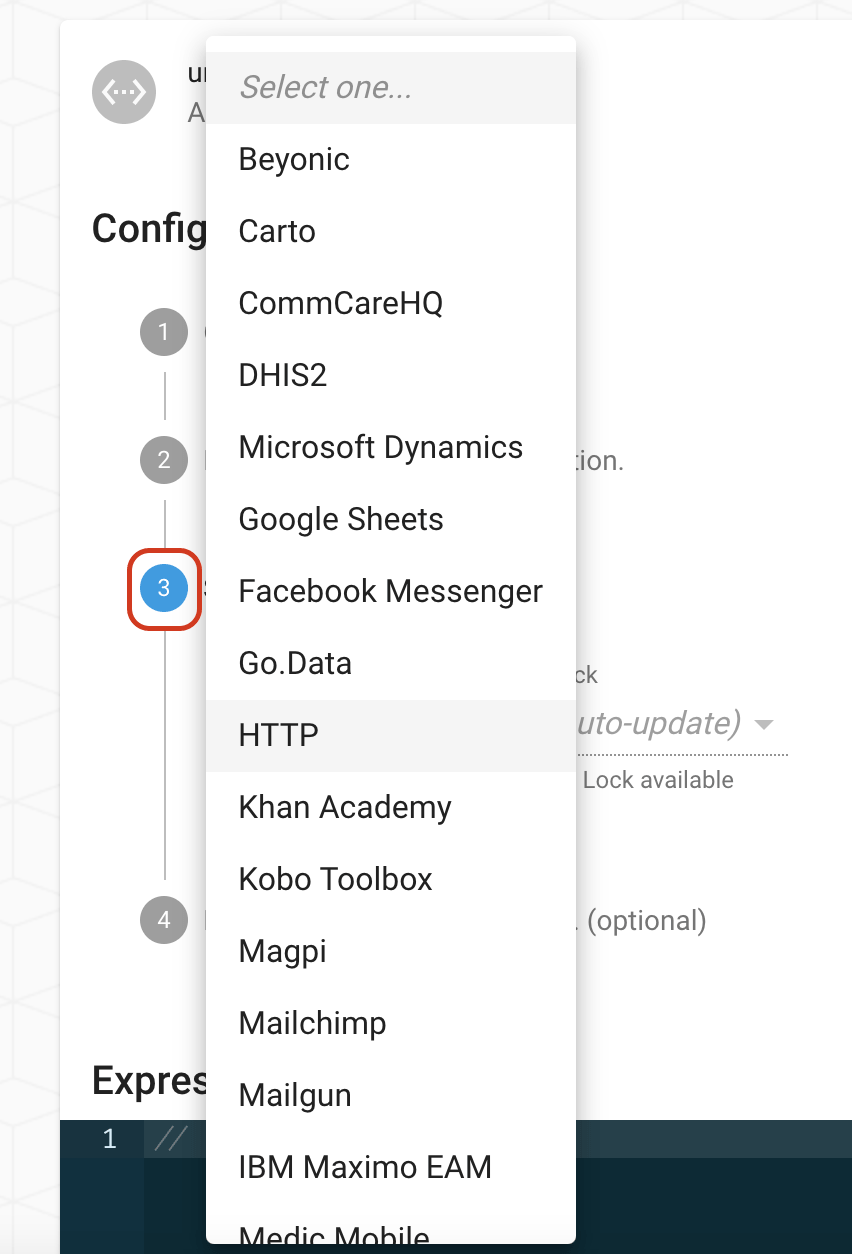 Select one...
Beyonic
Carto
Config
1
CommCareHQ
DHIS2
2
Microsoft Dynamics
tion.
Google Sheets
3
Facebook Messenger
Go.Data
ck
uto-update)
HTTP
Lock available
Khan Academy
Kobo Toolbox
4
. (optional)
Magpi
Mailchimp
Expres
Mailgun
1 //
IBM Maximo EAM
Medic Mobile